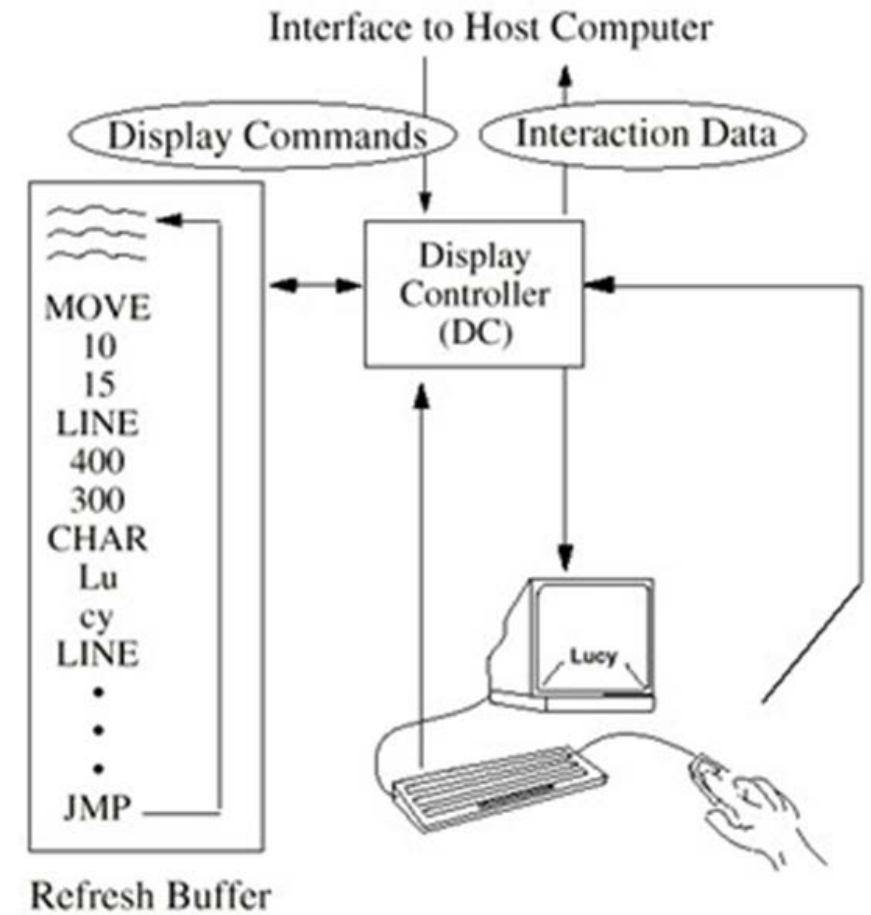 Interface to Host Computer
Display Commands
Interaction Data
MOVE
10
15
LINE
400
300
CHAR
Lu
cy
LINE
•
•
•
JMP
Refresh Buffer
Display
Controller
(DC)
Lucy